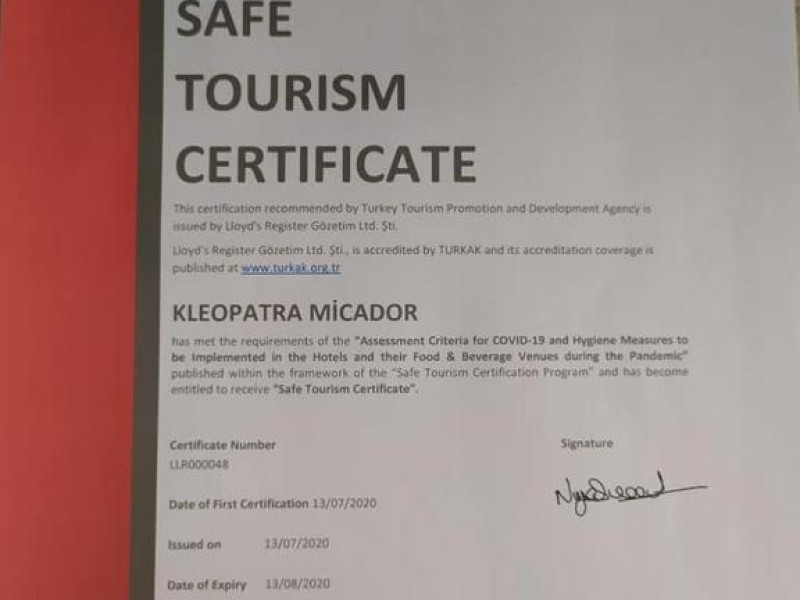 SAFE
TOURISM
CERTIFICATE
This certification recommended by Turkey Tourism Promotion and Development Agency is
issued by Lloyd's Register Gözetim Ltd. Şti.
Lloyd's Register Gözetim Ltd. Şti., is accredited by TURKAK and its accreditation coverage is
published at www.turkak.org.tr
KLEOPATRA MİCADOR
has met the requirements of the "Assessment Criteria for COVID-19 and Hygiene Measures to
be Implemented in the Hotels and their Food & Beverage Venues during the Pandemic"
published within the framework of the "Safe Tourism Certification Program" and has become
entitled to receive "Safe Tourism Certificate".
Certificate Number
LLR000048
Signature
Date of First Certification 13/07/2020
Issued on 13/07/2020
Date of Expiry 13/08/2020